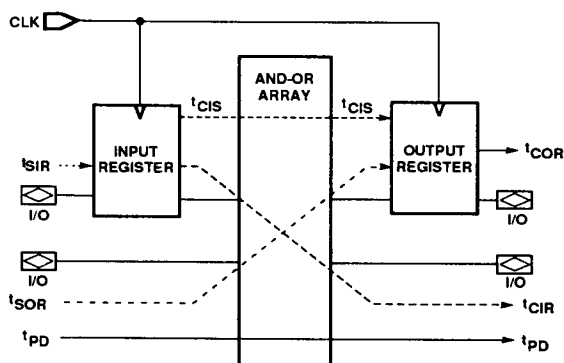 CLK
AND-OR
ARRAY
tCIS
tCIS
INPUT
REGISTER
OUTPUT
REGISTER
tSIR
tCOR
I/O
I/O
I/O
I/O
tSOR
tCIR
tPD
tPD